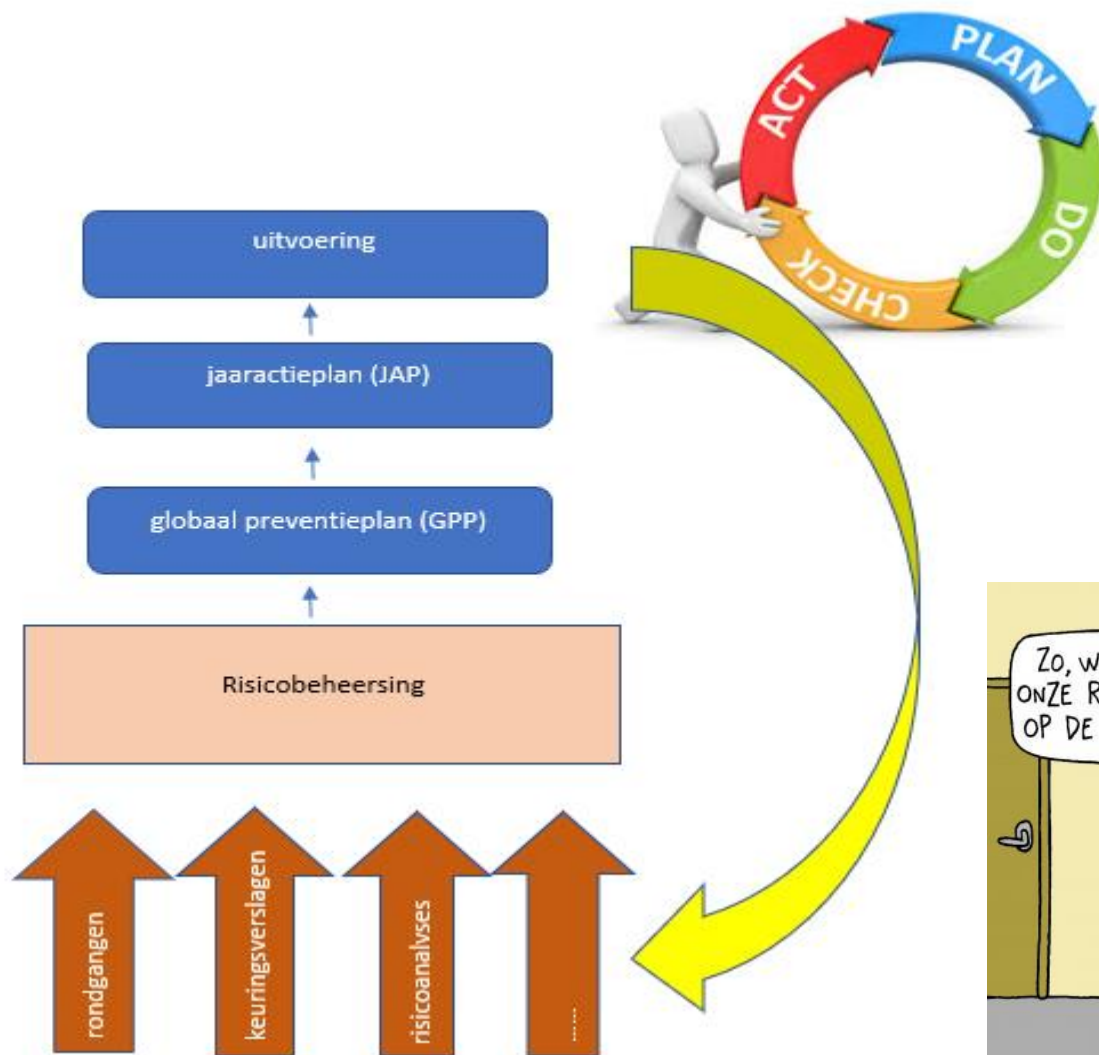 PLAN
DO
CHECK
ACT
uitvoering
jaaractieplan (JAP)
globaal preventieplan (GPP)
Risicobeheersing
rondgangen
keuringsverslagen
risicoanalyses
......
ZO, W
ONZE R
OP DE